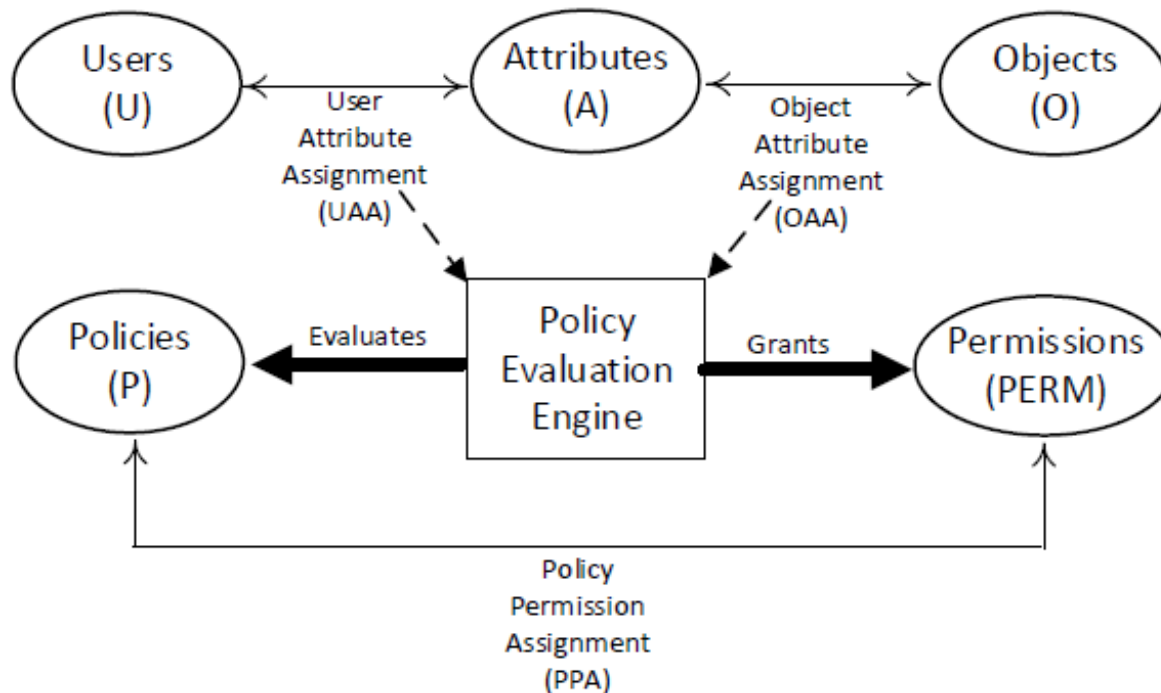 Users
(U)
Attributes
(A)
Objects
(O)
User
Attribute
Assignment
(UAA)
Object
Attribute
Assignment
(OAA)
Policies
(P)
Evaluates
Policy
Evaluation
Engine
Grants
Permissions
(PERM)
Policy
Permission
Assignment
(PPA)